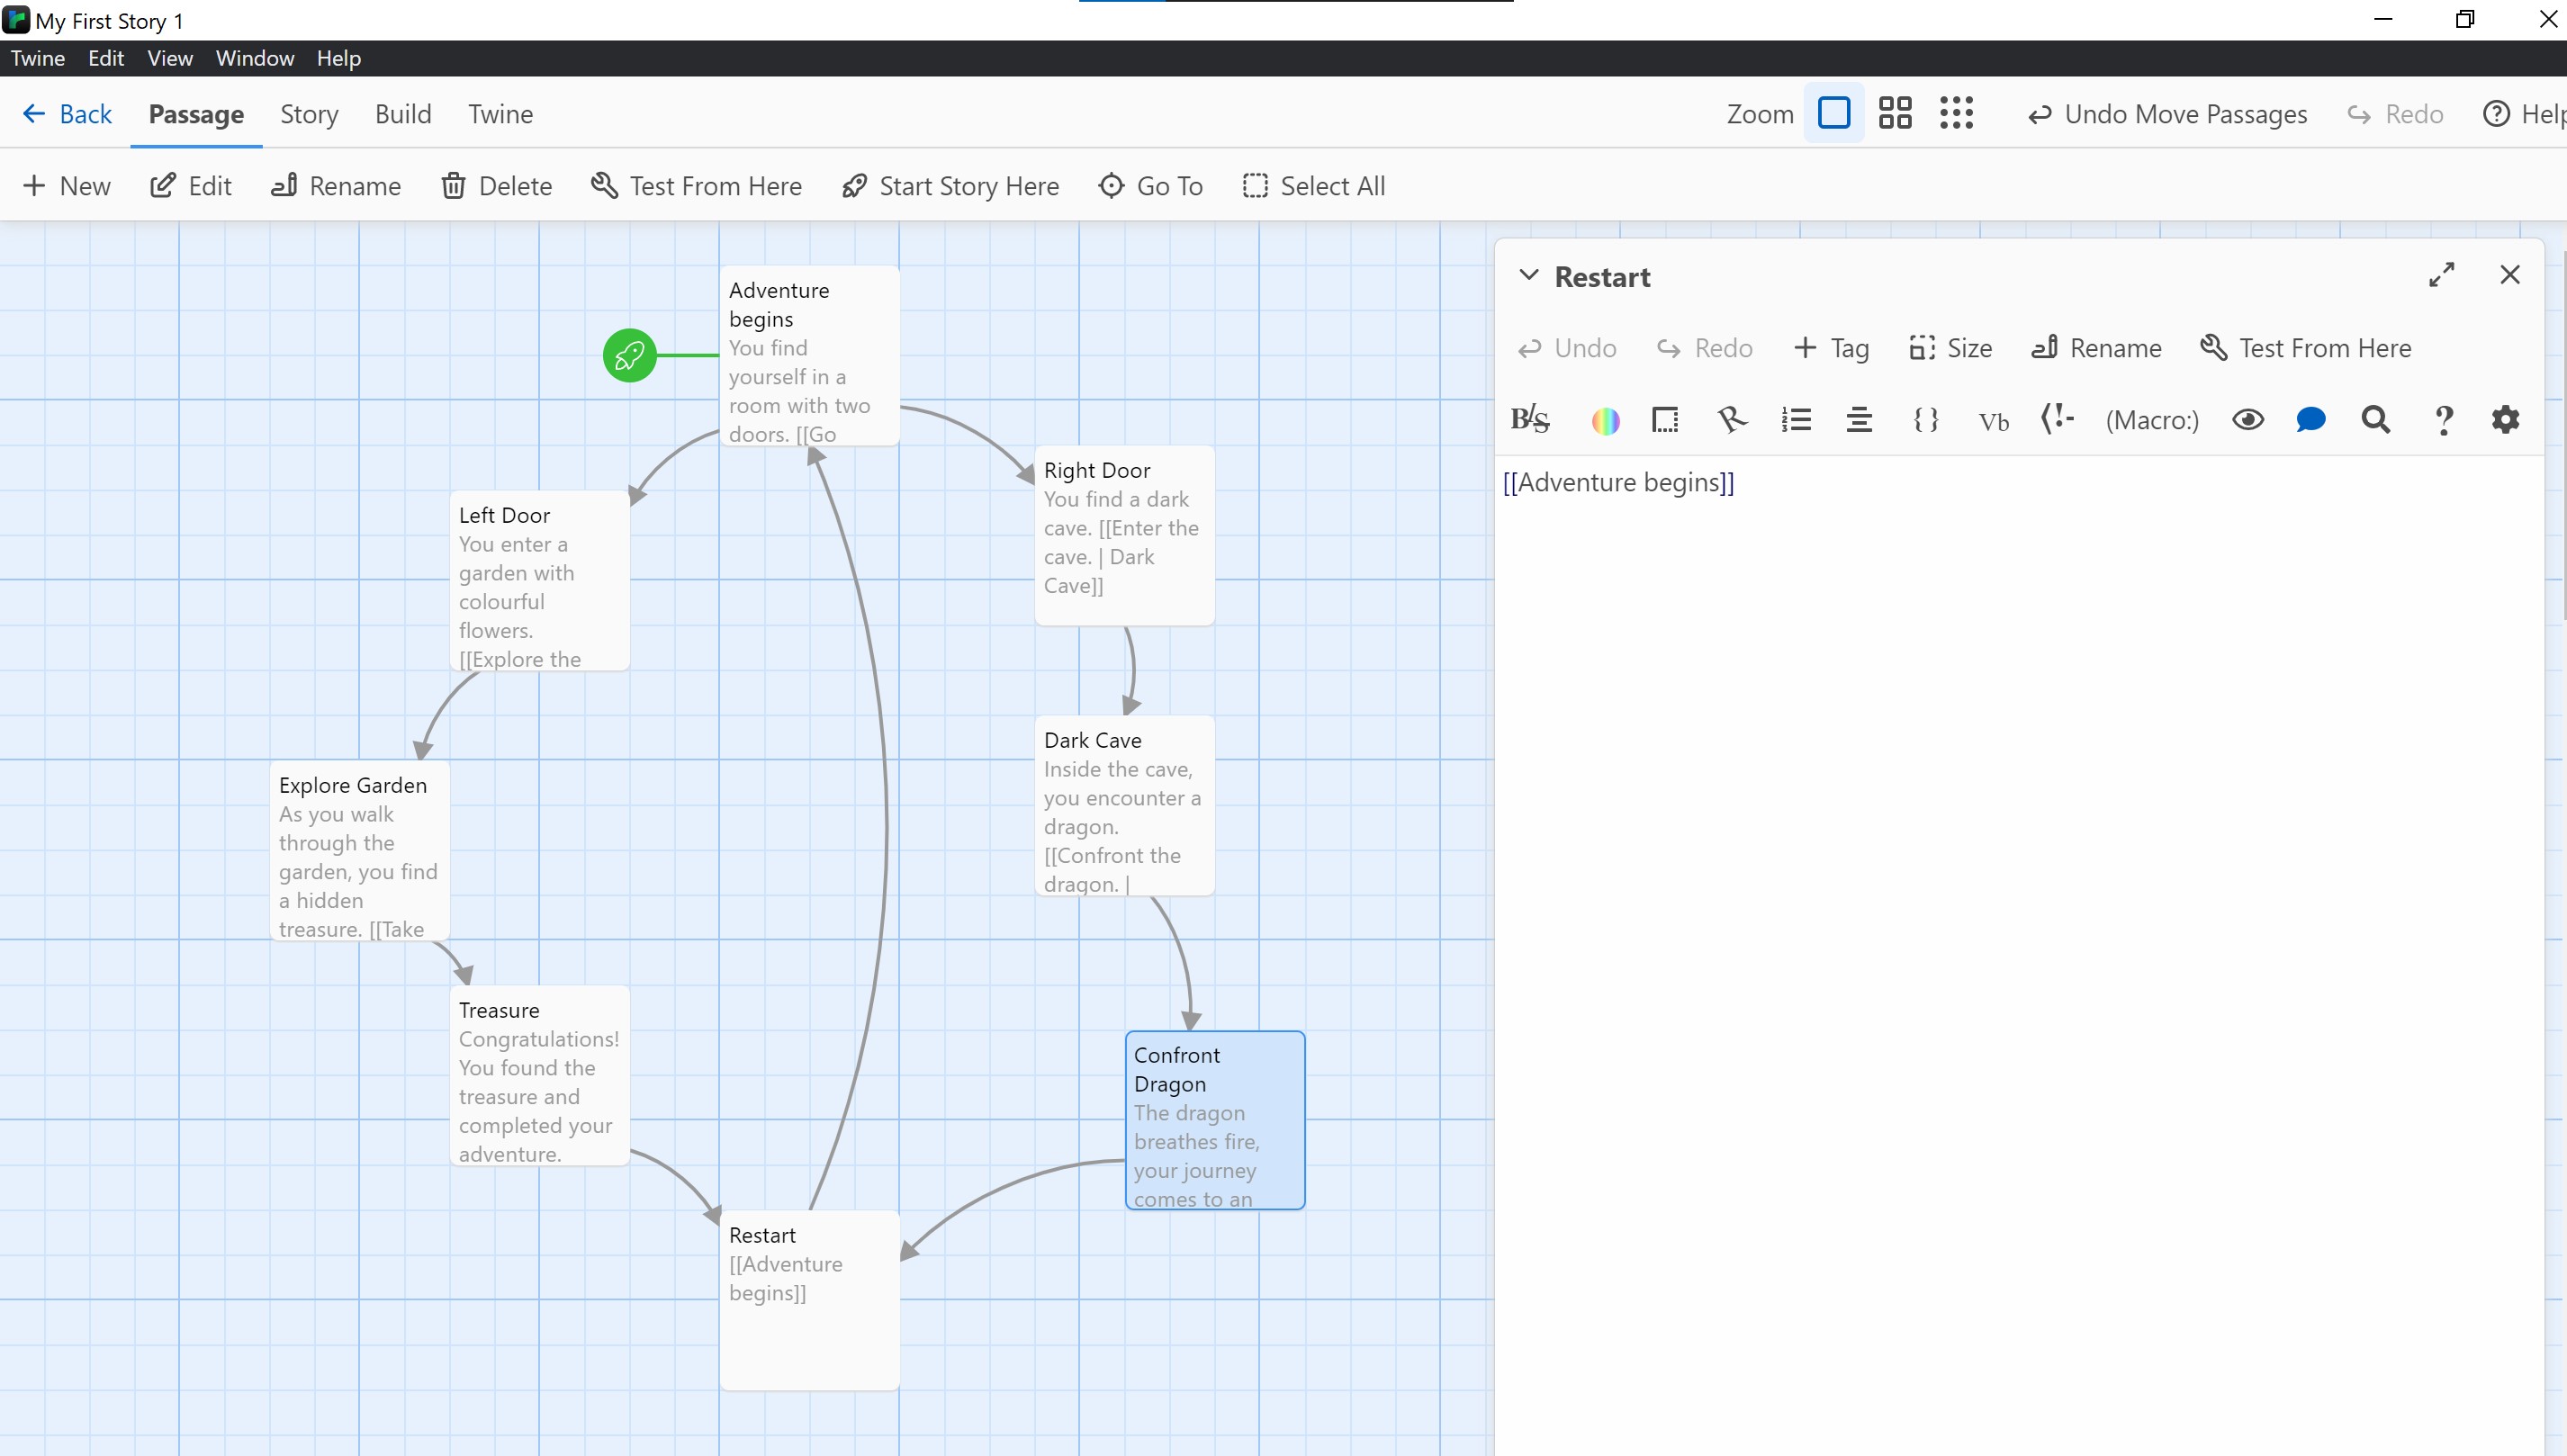 My First Story 1
Twine Edit View Window Help
Back Passage Story Build Twine Zoom Undo Move Passages Redo Help
New Edit Rename Delete Test From Here Start Story Here Go To Select All
Adventure
begins
You find
yourself in a
room with two
doors. [[Go
Left Door
You enter a
garden with
colourful
flowers.
[[Explore the
Right Door
You find a dark
cave. [[Enter the
cave. | Dark
Cave]]
Explore Garden
As you walk
through the
garden, you find
a hidden
treasure. [[Take
Dark Cave
Inside the cave,
you encounter a
dragon.
[[Confront the
dragon. |
Treasure
Congratulations!
You found the
treasure and
completed your
adventure.
Confront
Dragon
The dragon
breathes fire,
your journey
comes to an
Restart
[[Adventure
begins]]
Restart
Undo Redo Tag Size Rename Test From Here
{ } Vb (Macro:) ?
[[Adventure begins]]